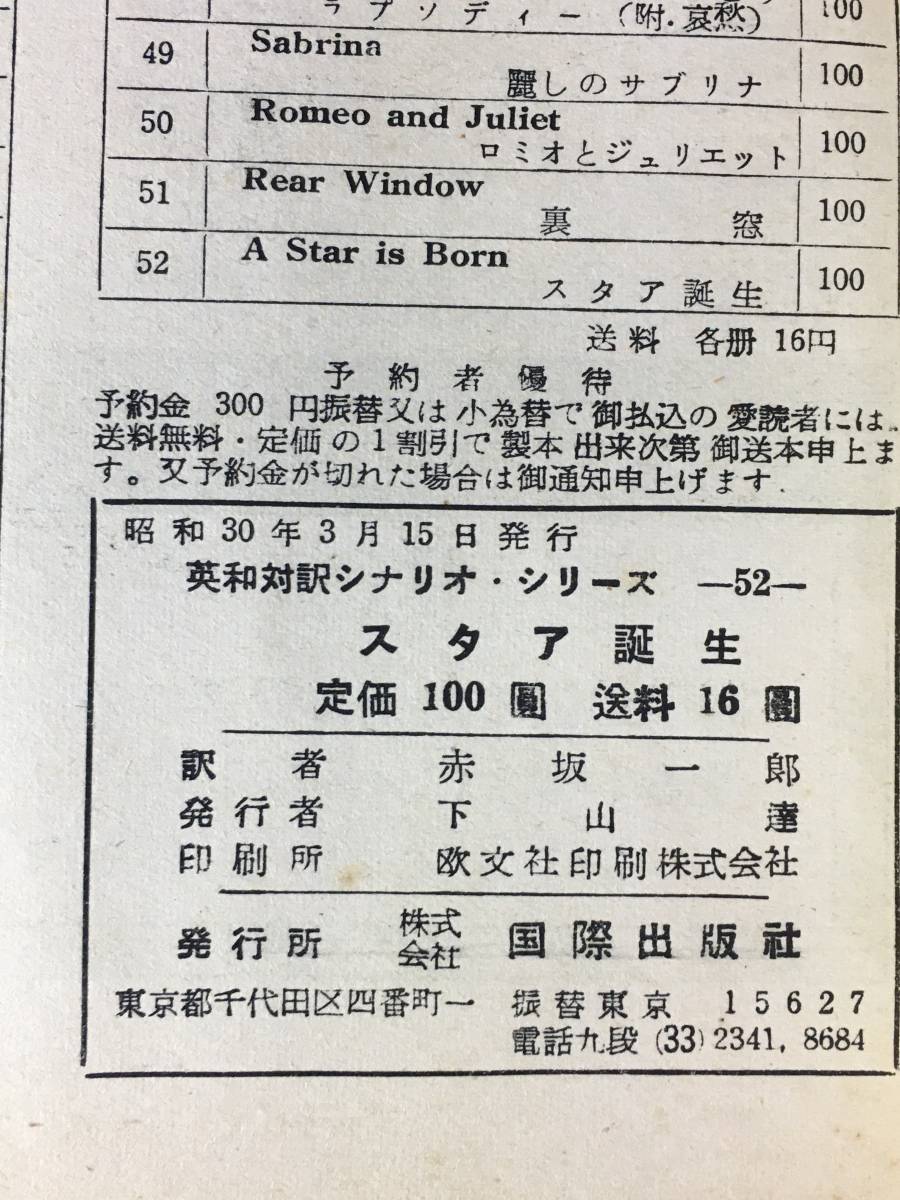 ラプソディー (附・哀愁) 100
49 Sabrina
麗しのサブリナ 100
50 Romeo and Juliet
ロミオとジュリエット 100
51 Rear Window
裏窓 100
52 A Star is Born
スタア誕生 100
送料 各册 16円
予約者優待
予約金 300 円振替又は小為替で御払込の愛読者には.
送料無料・定価の1割引で製本出来次第御送本申上ま
す。又予約金が切れた場合は御通知申上げます.
昭和30年3月15日発行
英和対訳シナリオ・シリーズ —52—
スタア誕生
定価 100 圓 送料 16 圓
訳者 赤坂一郎
発行者 下山達
印刷所 欧文社印刷株式会社
発行所 株式会社 国際出版社
東京都千代田区四番町一 振替東京 15627
電話九段 (33) 2341, 8684